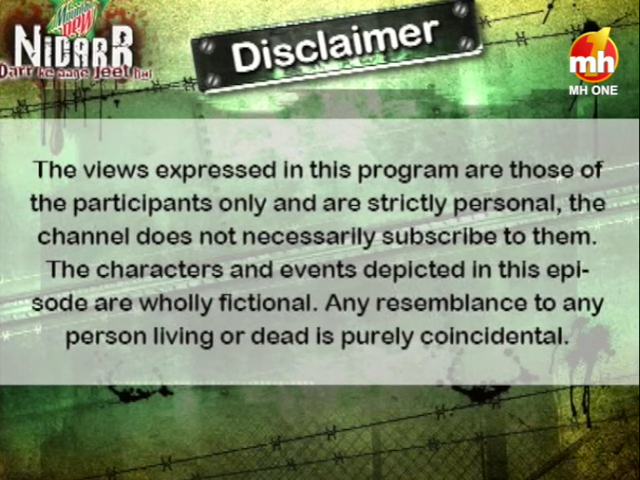 Mountain Dew
NiDARR
Darr ke aage Jeet hai
Disclaimer
mh
MH ONE
The views expressed in this program are those of
the participants only and are strictly personal, the
channel does not necessarily subscribe to them.
The characters and events depicted in this epi-
sode are wholly fictional. Any resemblance to any
person living or dead is purely coincidental.